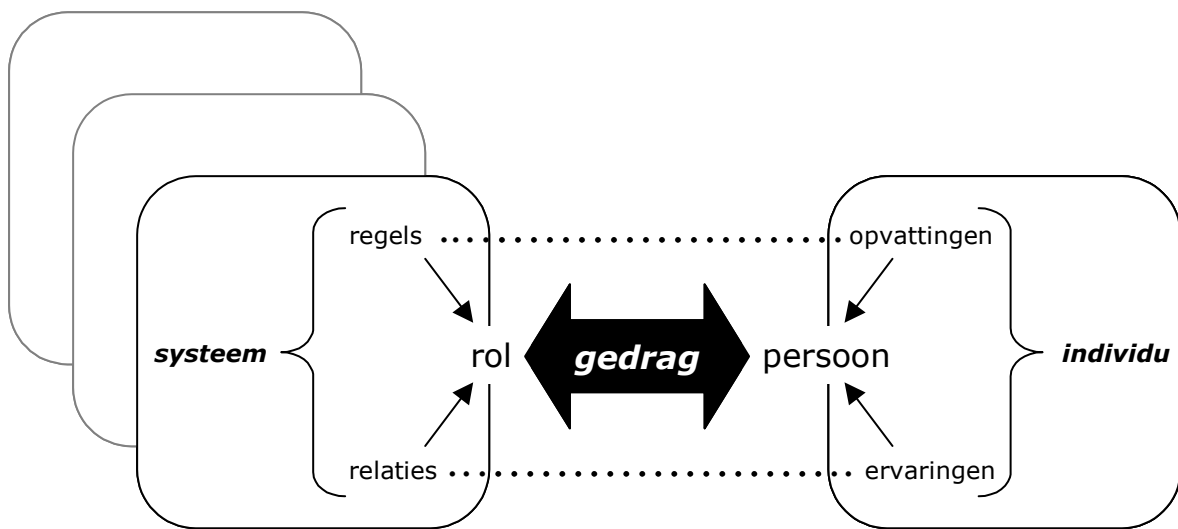 regels opvattingen
systeem rol gedrag persoon individu
relaties ervaringen